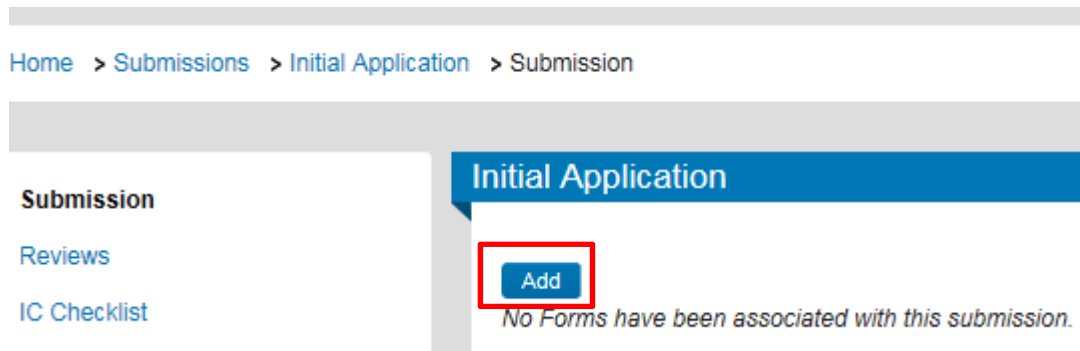 Home > Submissions > Initial Application > Submission
Submission
Reviews
IC Checklist
Initial Application
Add
No Forms have been associated with this submission.